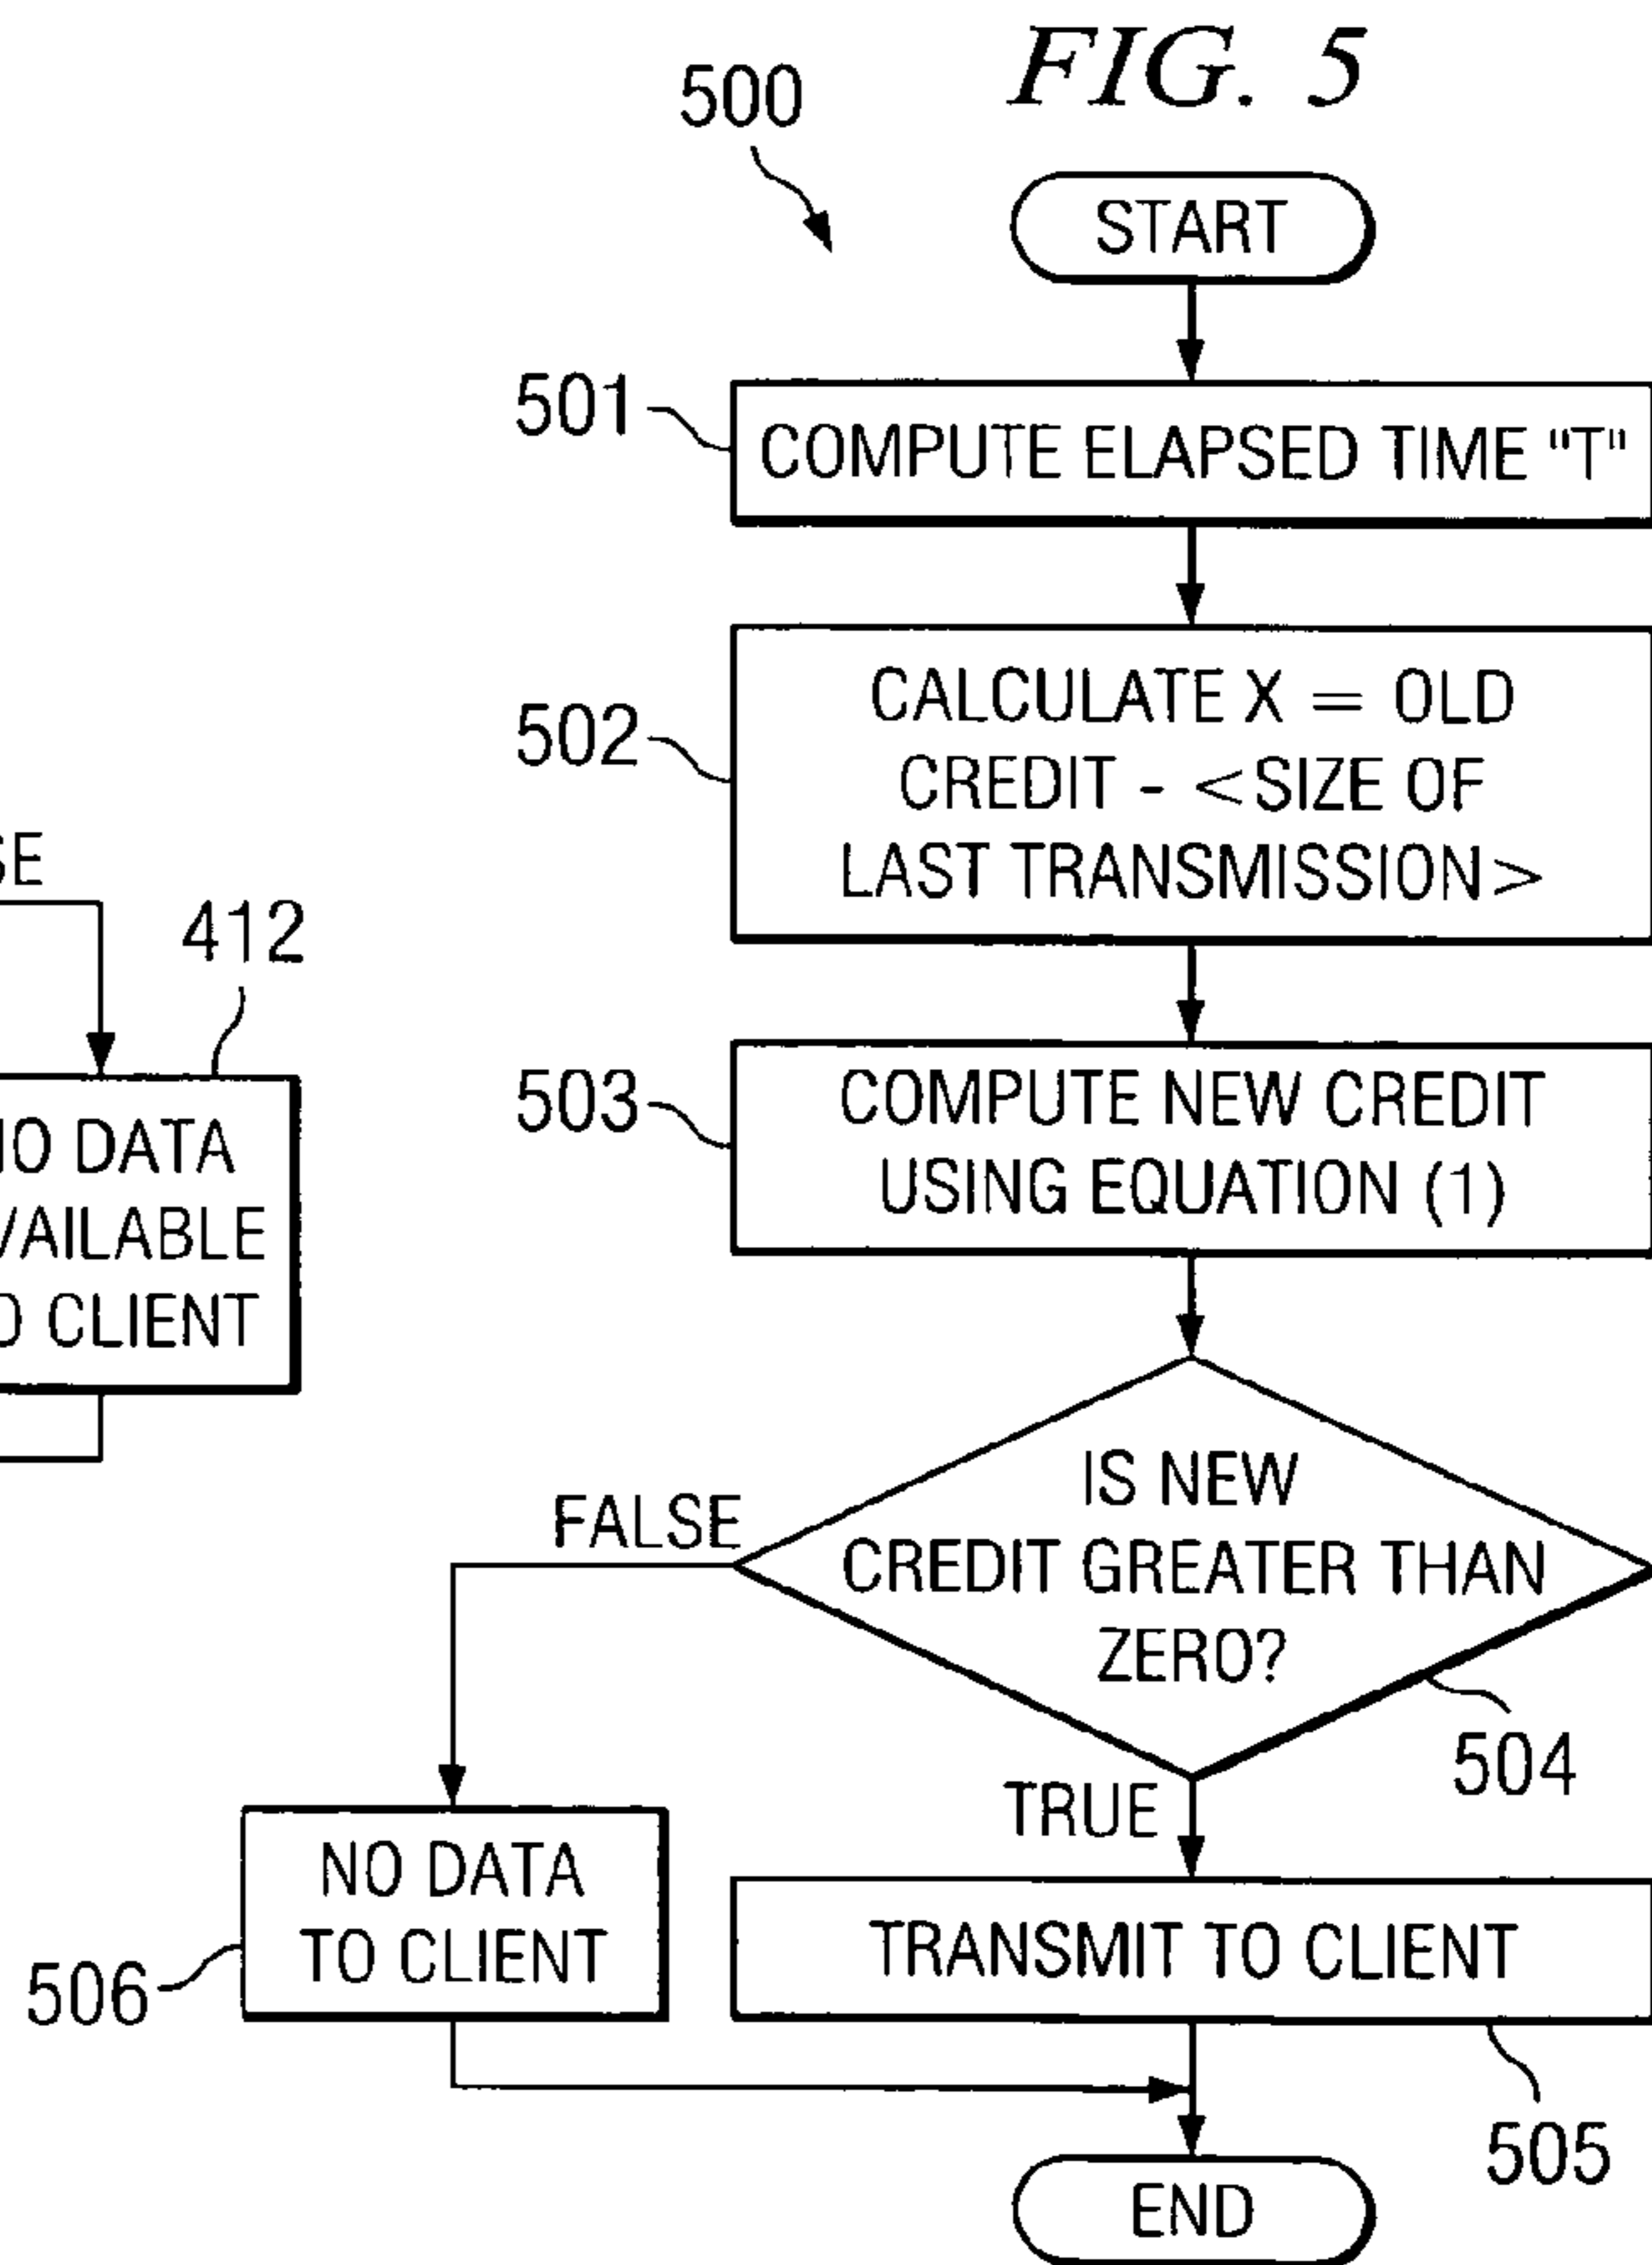 FIG. 5
500
START
501
COMPUTE ELAPSED TIME "T"
502
CALCULATE X = OLD
CREDIT - <SIZE OF
LAST TRANSMISSION>
503
COMPUTE NEW CREDIT
USING EQUATION (1)
IS NEW
CREDIT GREATER THAN
ZERO?
504
FALSE
TRUE
NO DATA
TO CLIENT
506
TRANSMIT TO CLIENT
505
END
412
DATA
CLIENT